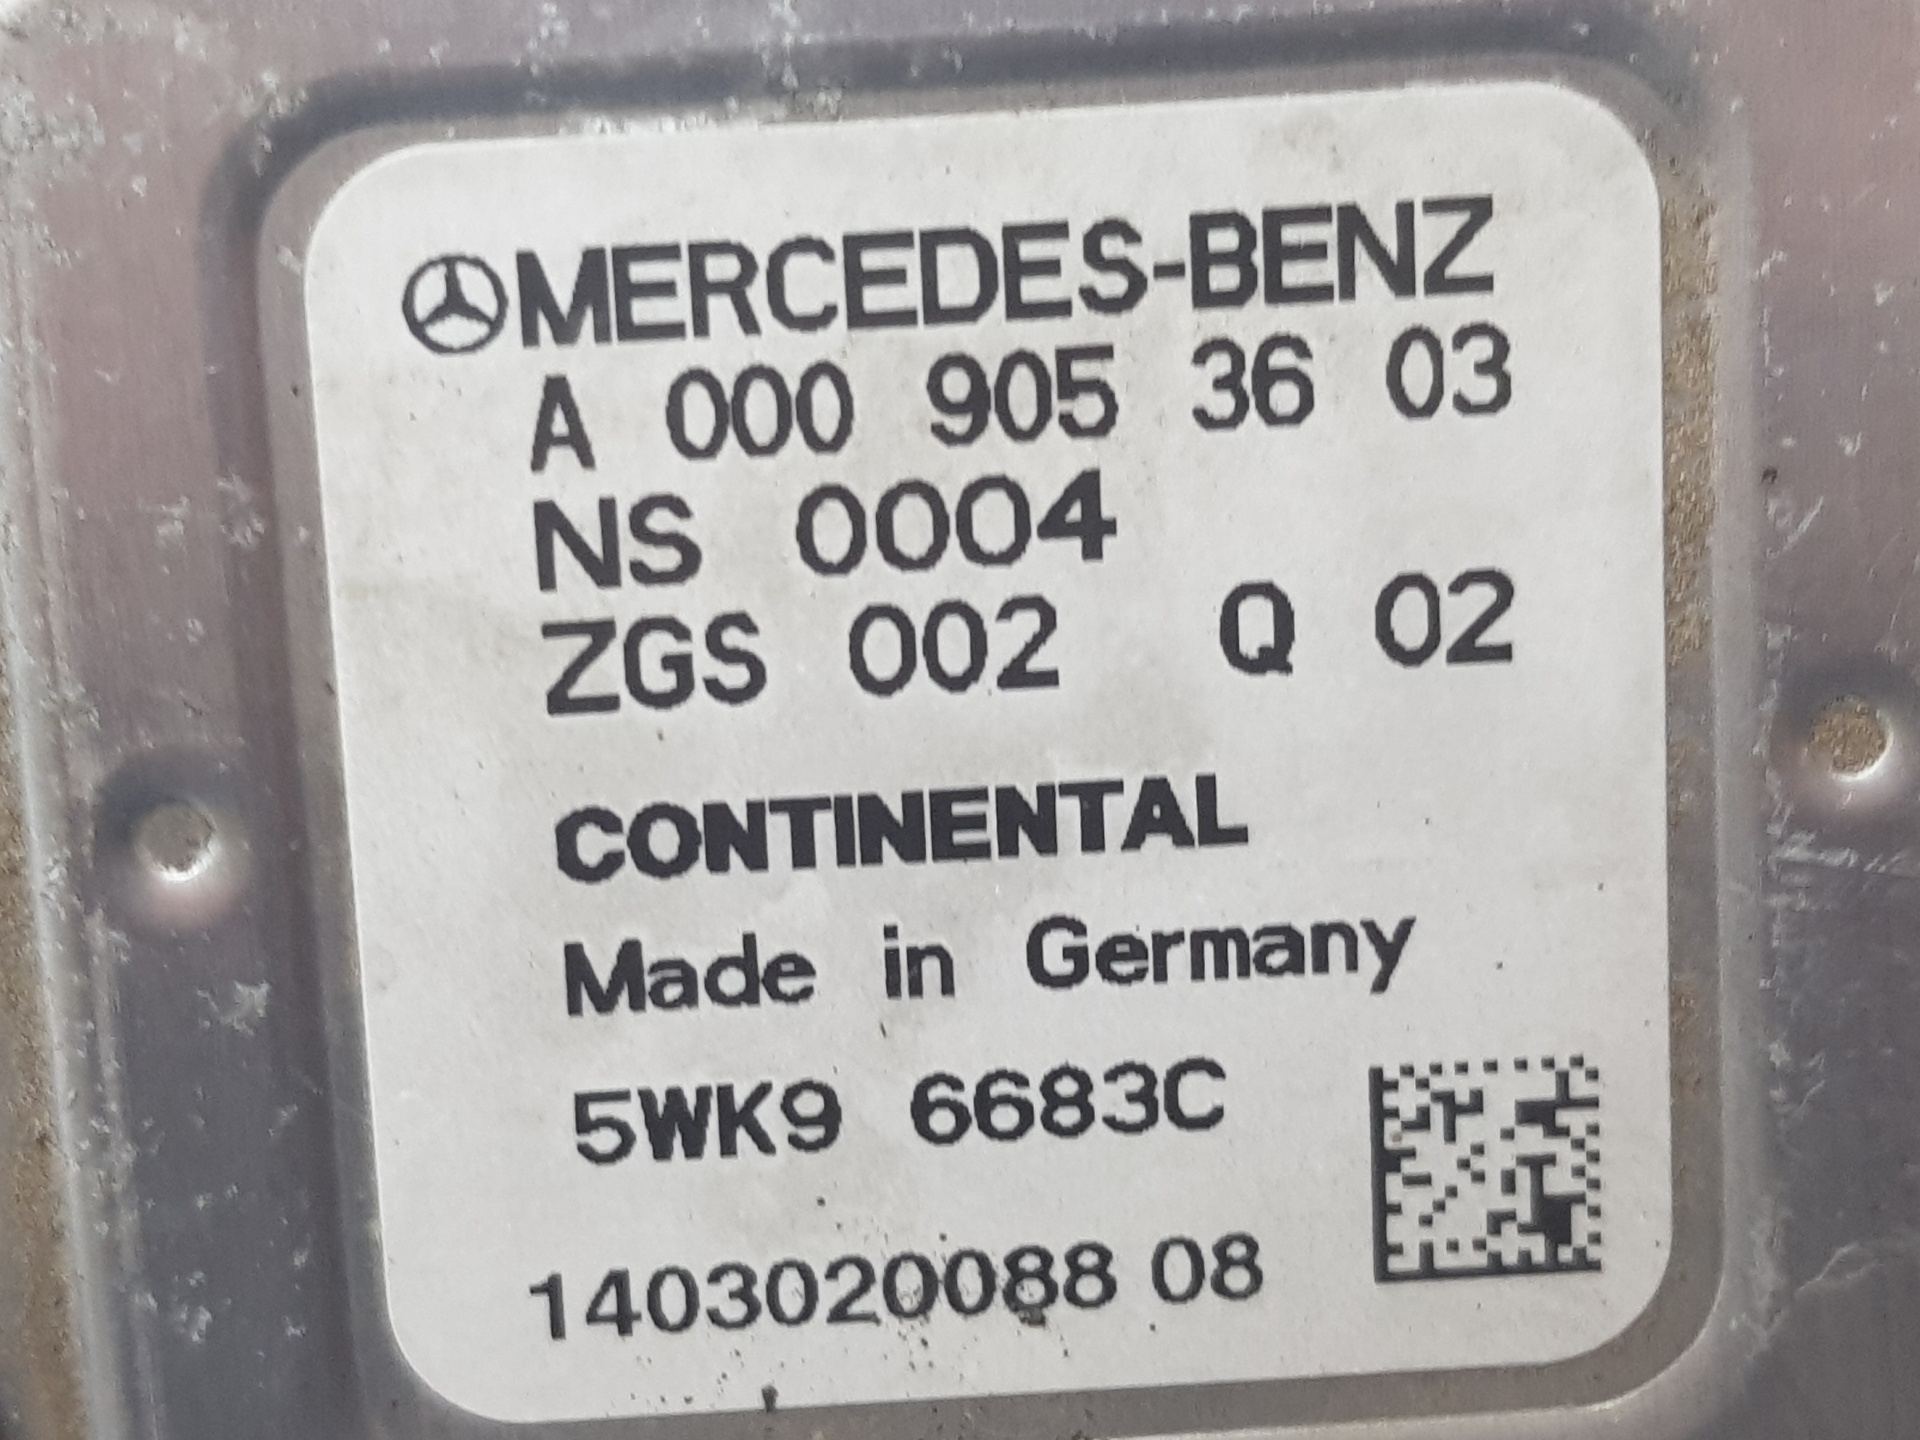 MERCEDES-BENZ
A 000 905 36 03
NS 0004
ZGS 002 Q 02
CONTINENTAL
Made in Germany
5WK9 6683C
1403020088 08